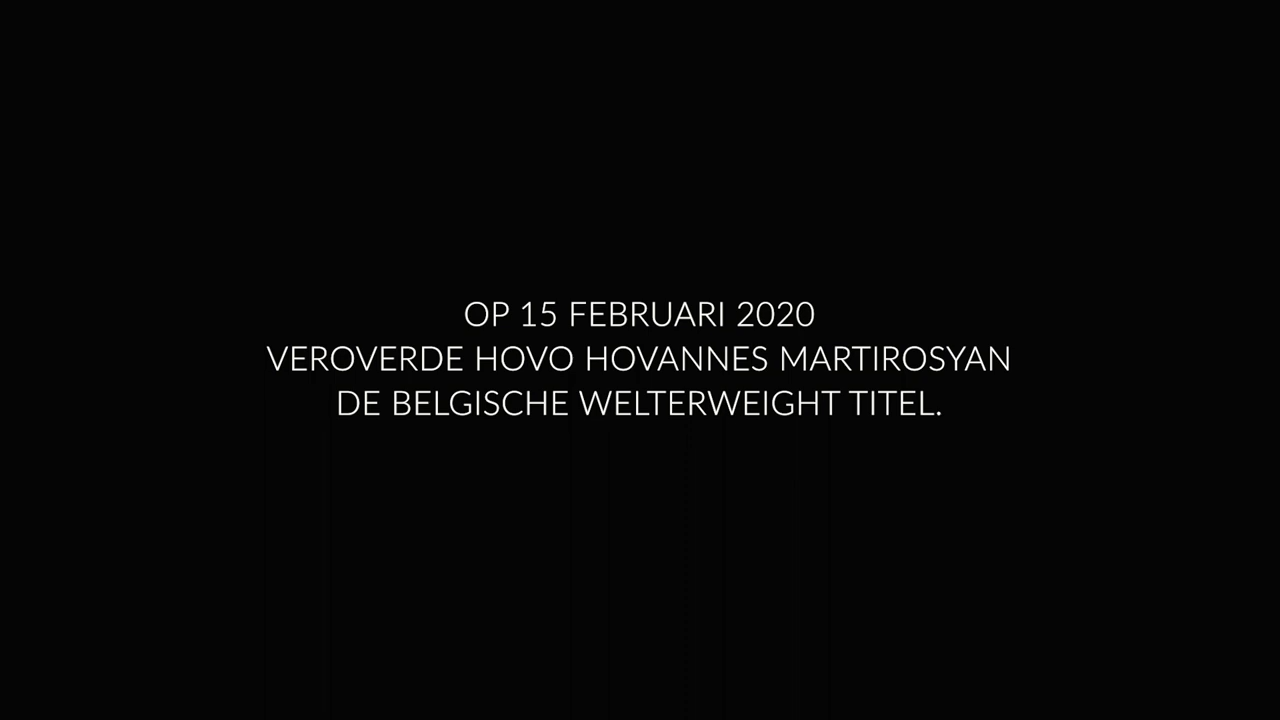 OP 15 FEBRUARI 2020
VEROVERDE HOVO HOVANNES MARTIROSYAN
DE BELGISCHE WELTERWEIGHT TITEL.